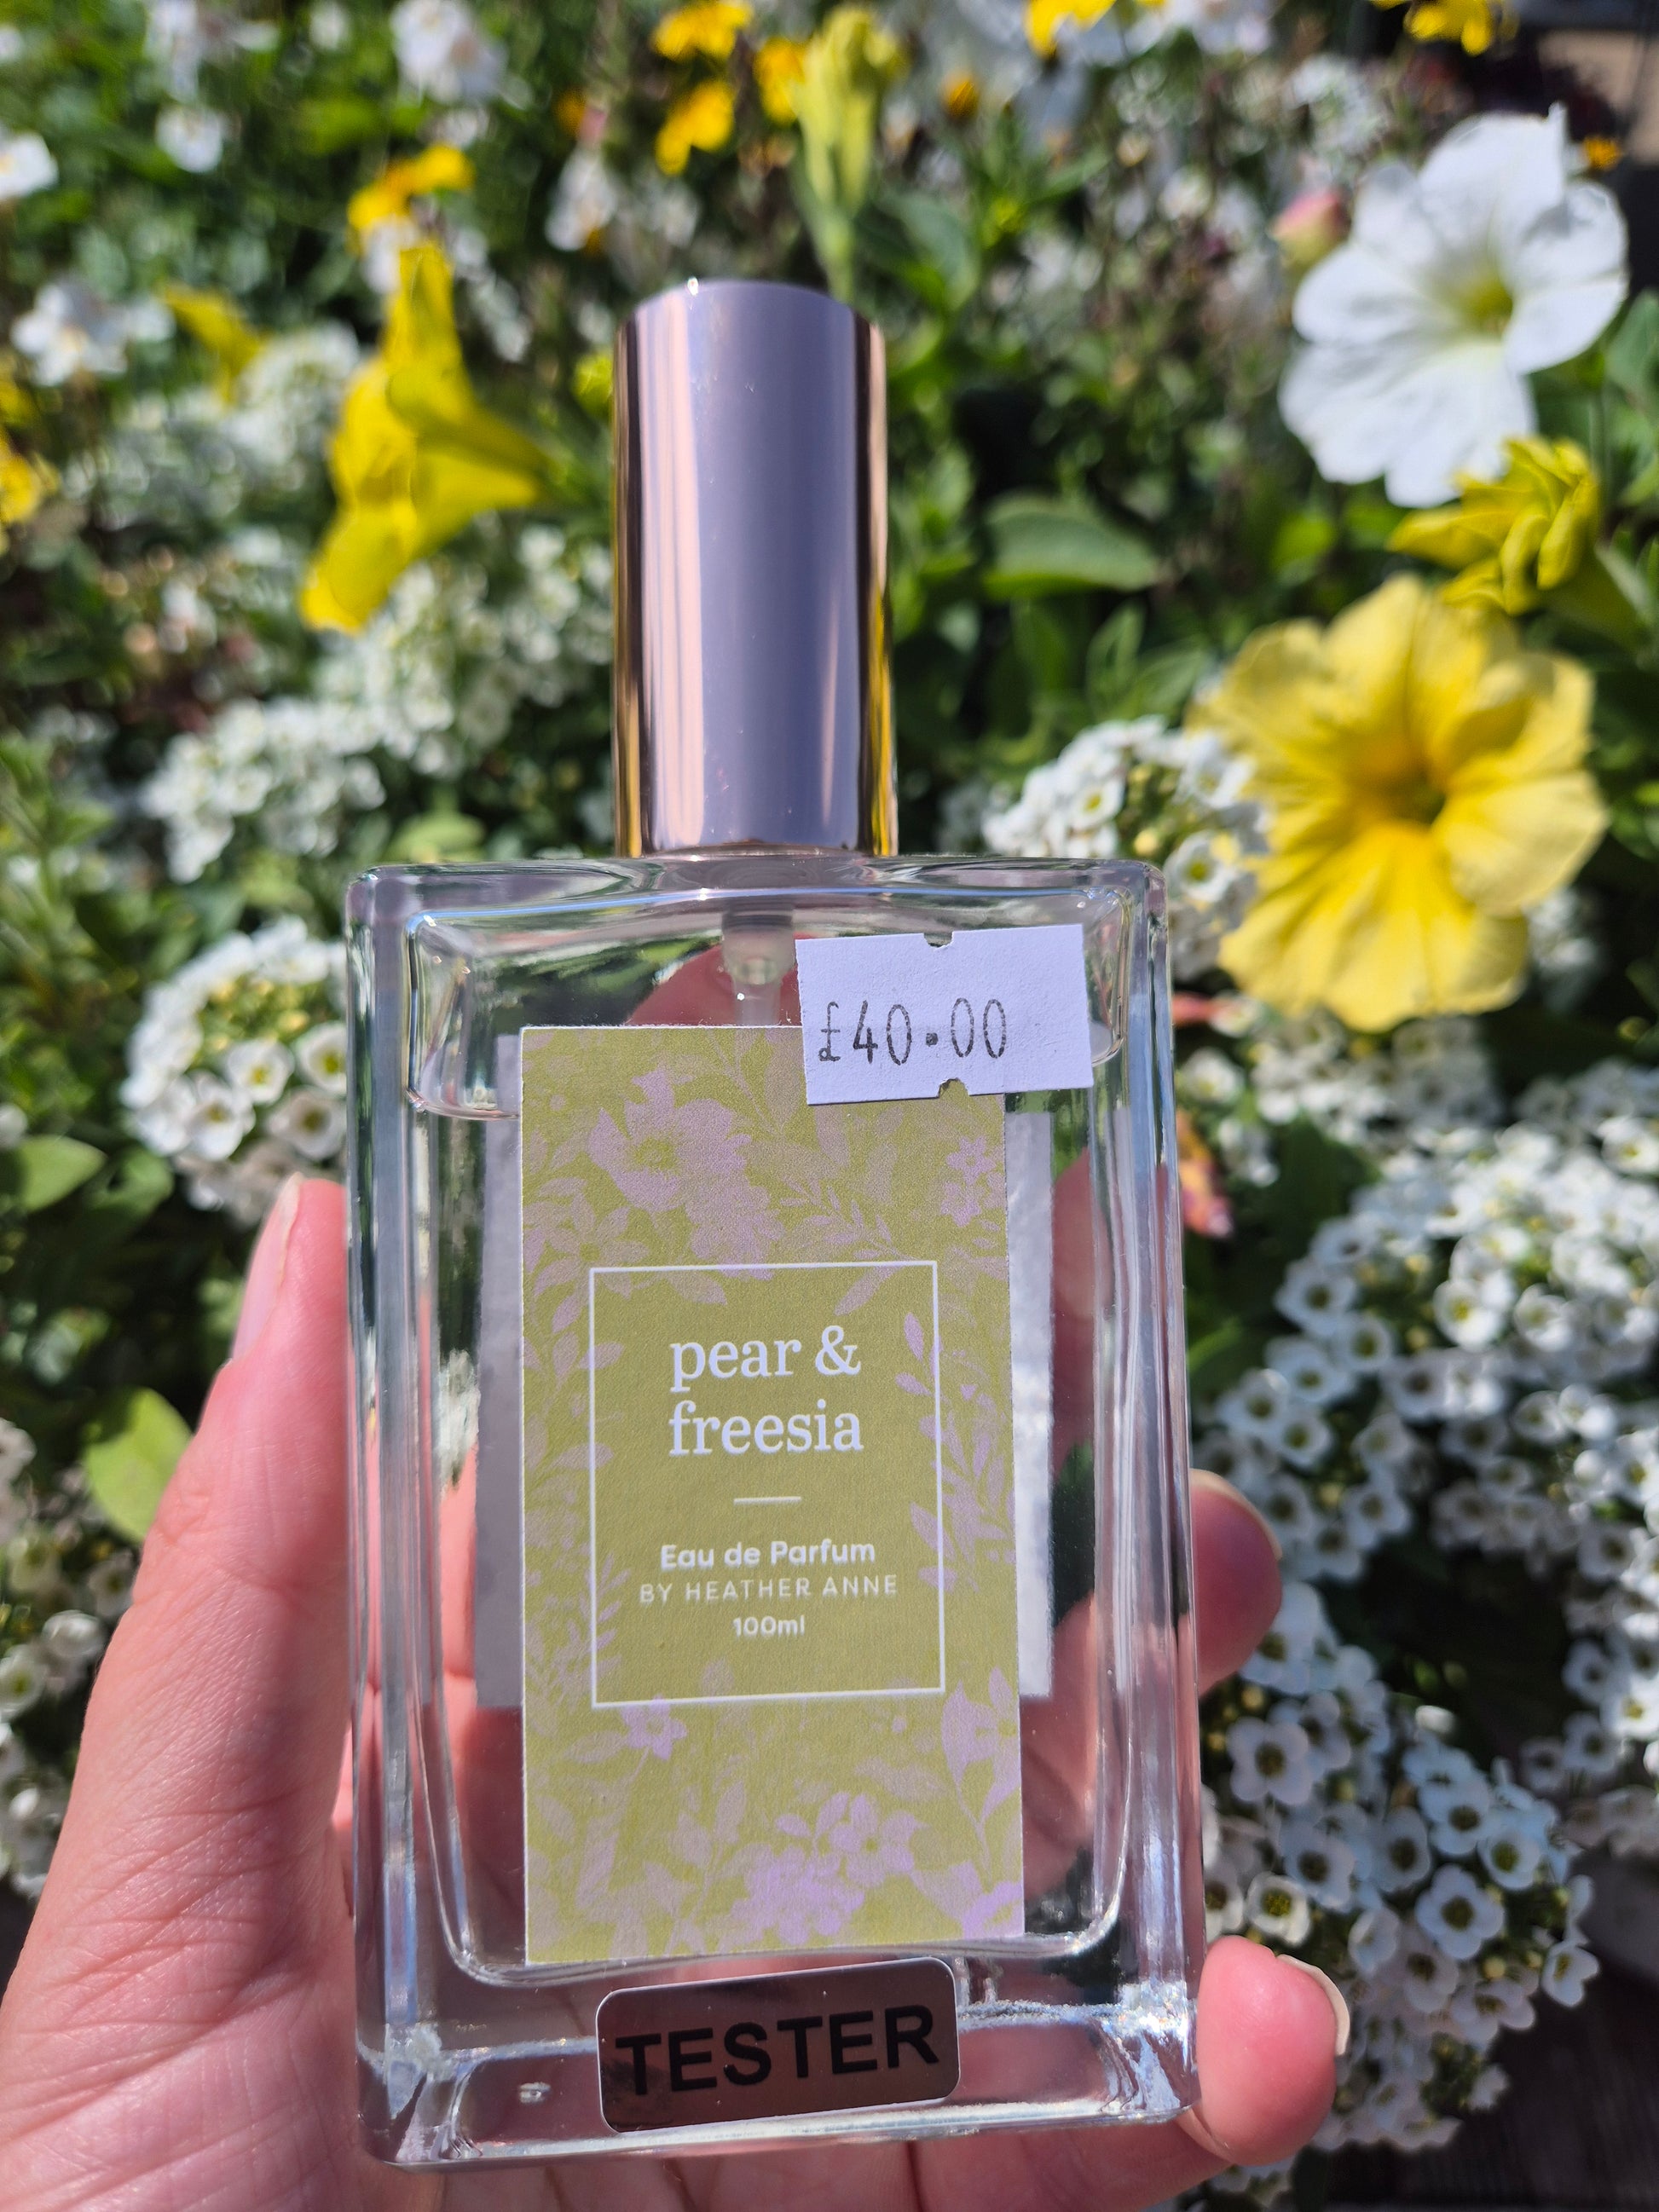 £40.00
pear &
freesia
Eau de Parfum
BY HEATHER ANNE
100ml
TESTER